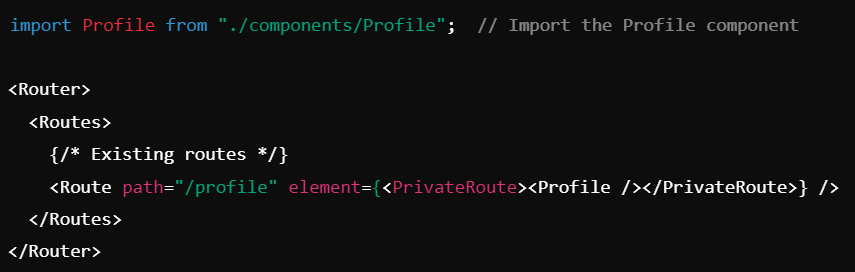 import Profile from "./components/Profile";  // Import the Profile component
<Router>
  <Routes>
    {/* Existing routes */}
    <Route path="/profile" element={<PrivateRoute><Profile /></PrivateRoute>} />
  </Routes>
</Router>